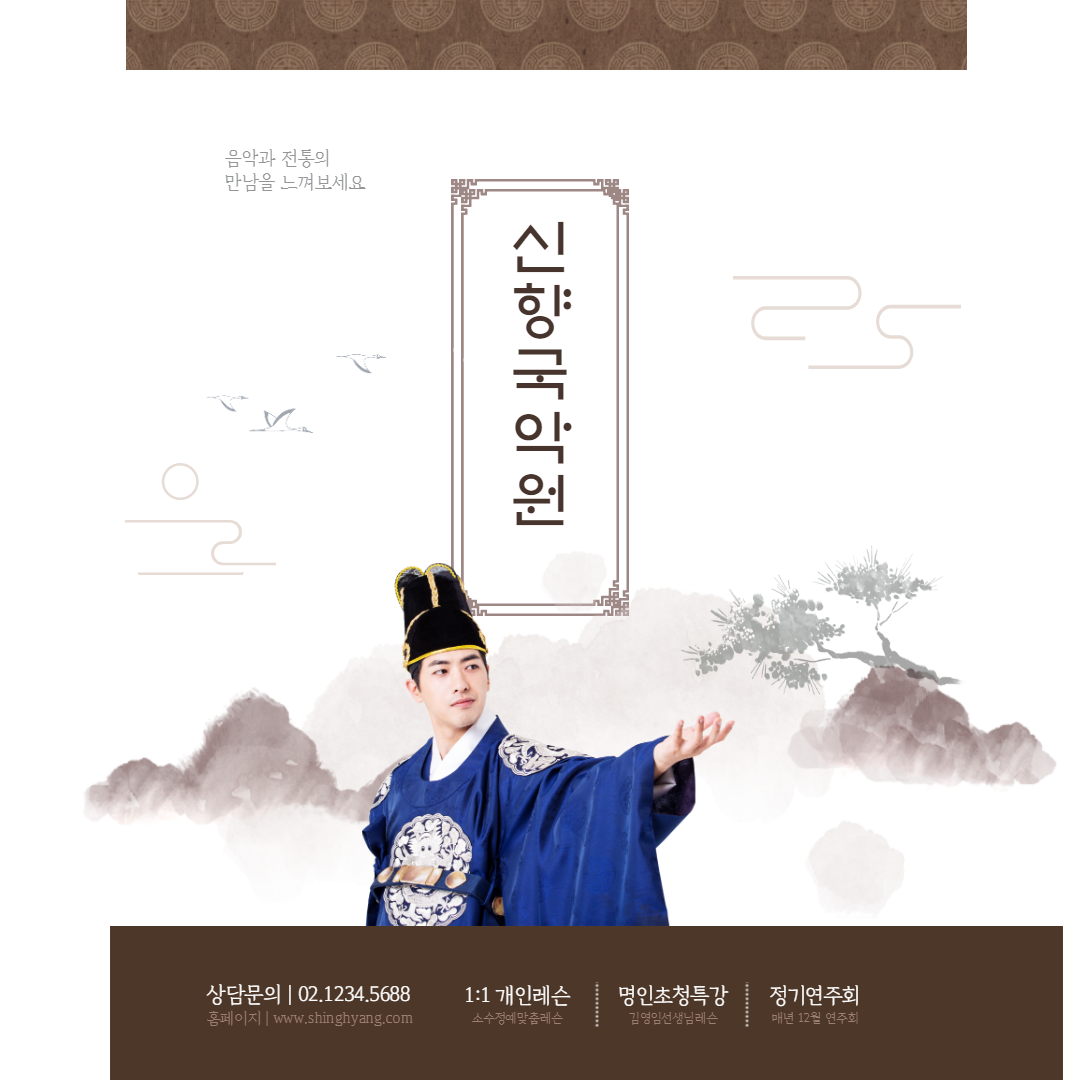 음악과 전통의
만남을 느껴보세요
신향국악원
상담문의 | 02.1234.5688
홈페이지 | www.shinghyang.com
1:1 개인레슨
소수정예맞춤레슨
명인초청특강
김영임선생님레슨
정기연주회
매년 12월 연주회